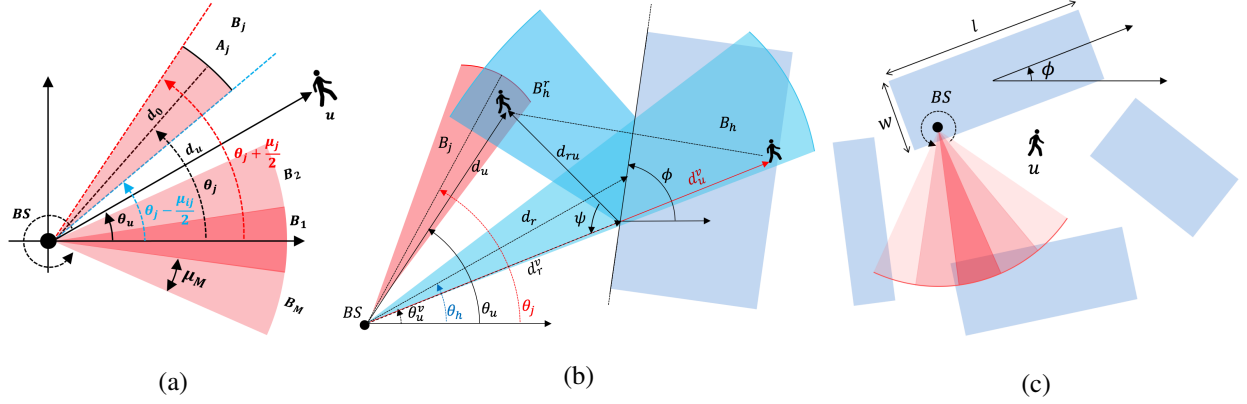 B_j
A_j
d_0
u
d_u
θ_j + μ_j/2
B_2
θ_j
BS
θ_j − μ_ij/2
θ_u
B_1
μ_M
B_M
(a)
B_h^r
B_j
B_h
d_u
d_ru
d_u^v
ϕ
d_r
ψ
d_r^v
BS
θ_u^v
θ_h
θ_u
θ_j
(b)
l
ϕ
BS
w
u
(c)